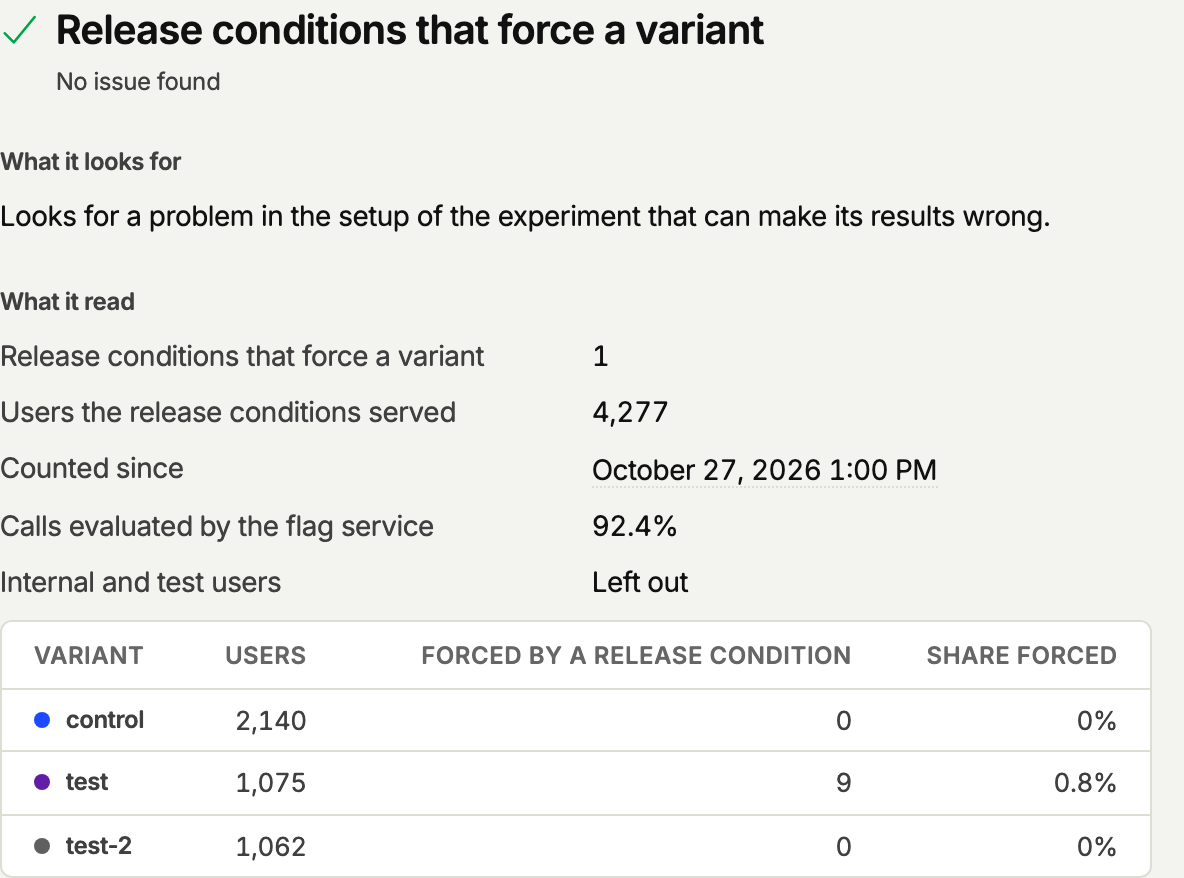 Release conditions that force a variant
No issue found
What it looks for
Looks for a problem in the setup of the experiment that can make its results wrong.
What it read
Release conditions that force a variant 1
Users the release conditions served 4,277
Counted since October 27, 2026 1:00 PM
Calls evaluated by the flag service 92.4%
Internal and test users Left out
VARIANT USERS FORCED BY A RELEASE CONDITION SHARE FORCED
control 2,140 0 0%
test 1,075 9 0.8%
test-2 1,062 0 0%